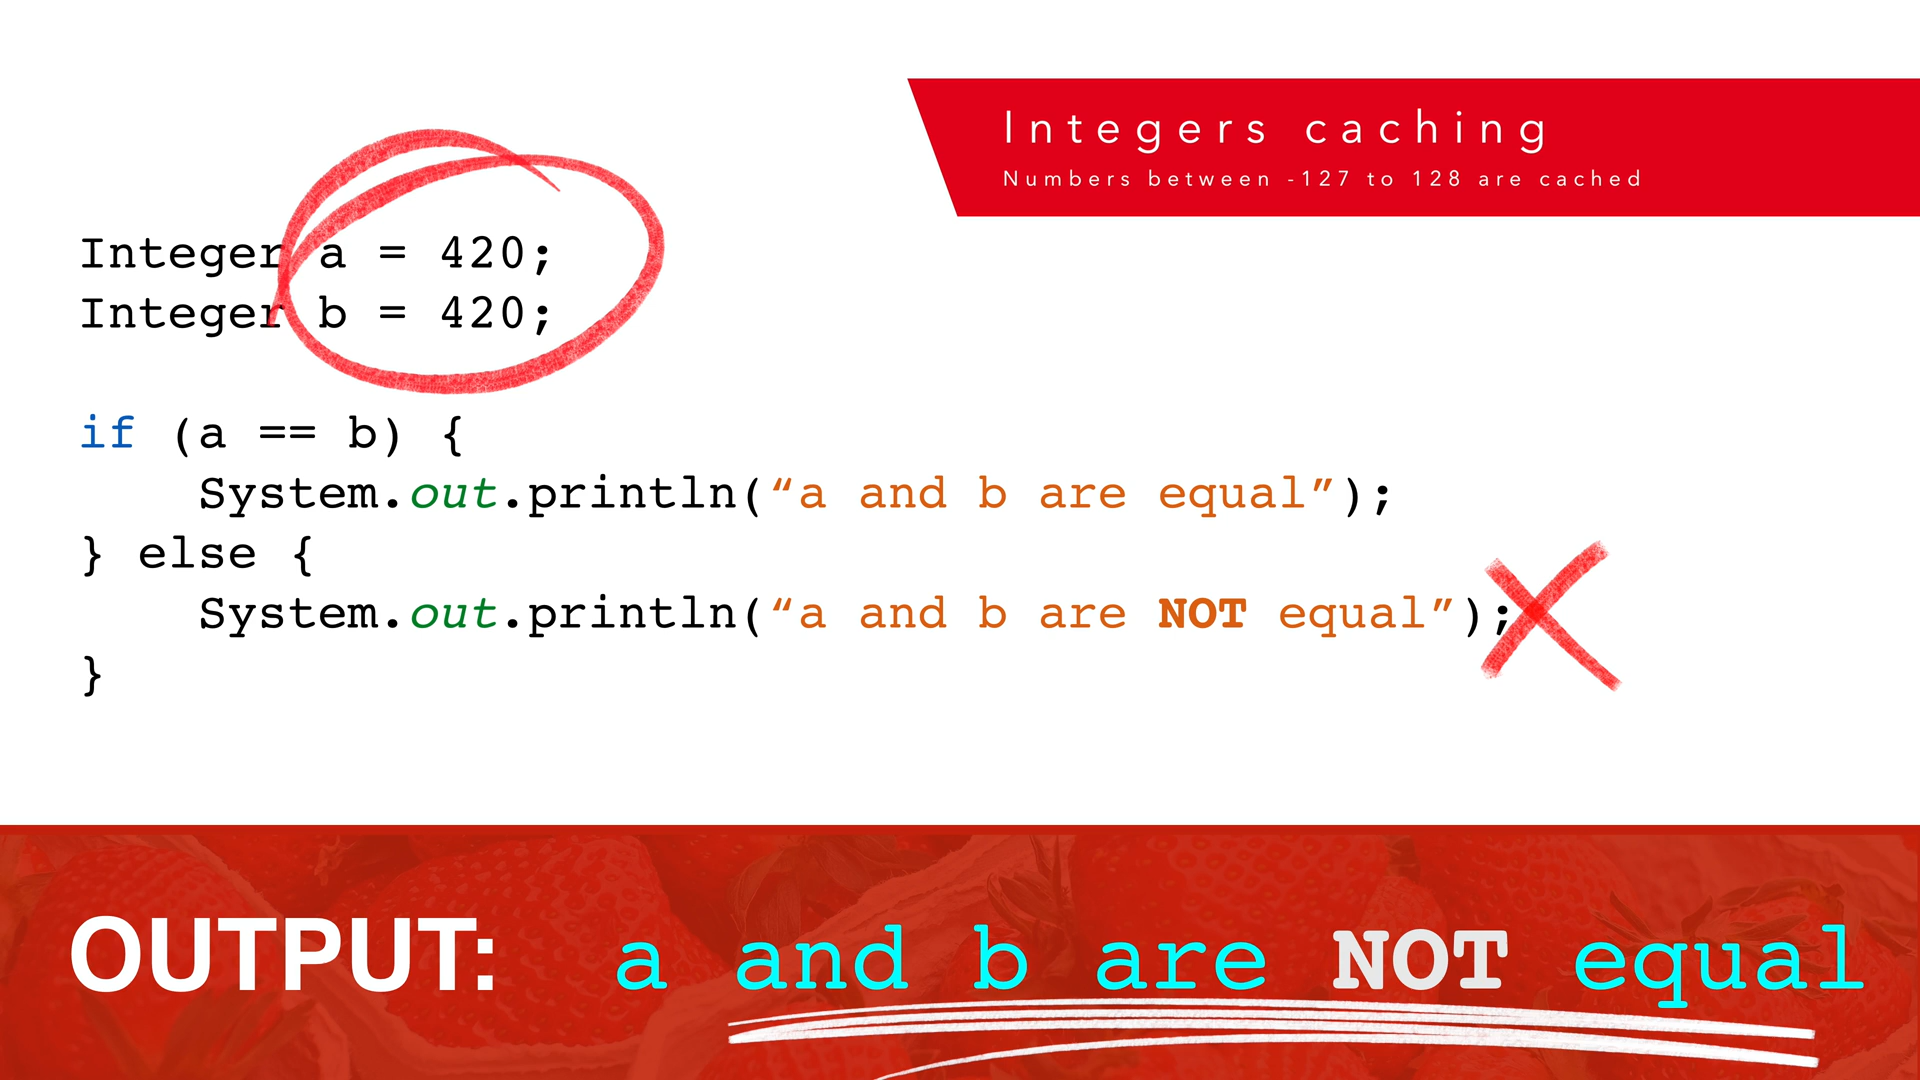 Integers caching
Numbers between -127 to 128 are cached
Integer a = 420;
Integer b = 420;
if (a == b) {
    System.out.println(“a and b are equal”);
} else {
    System.out.println(“a and b are NOT equal”);
}
OUTPUT: a and b are NOT equal